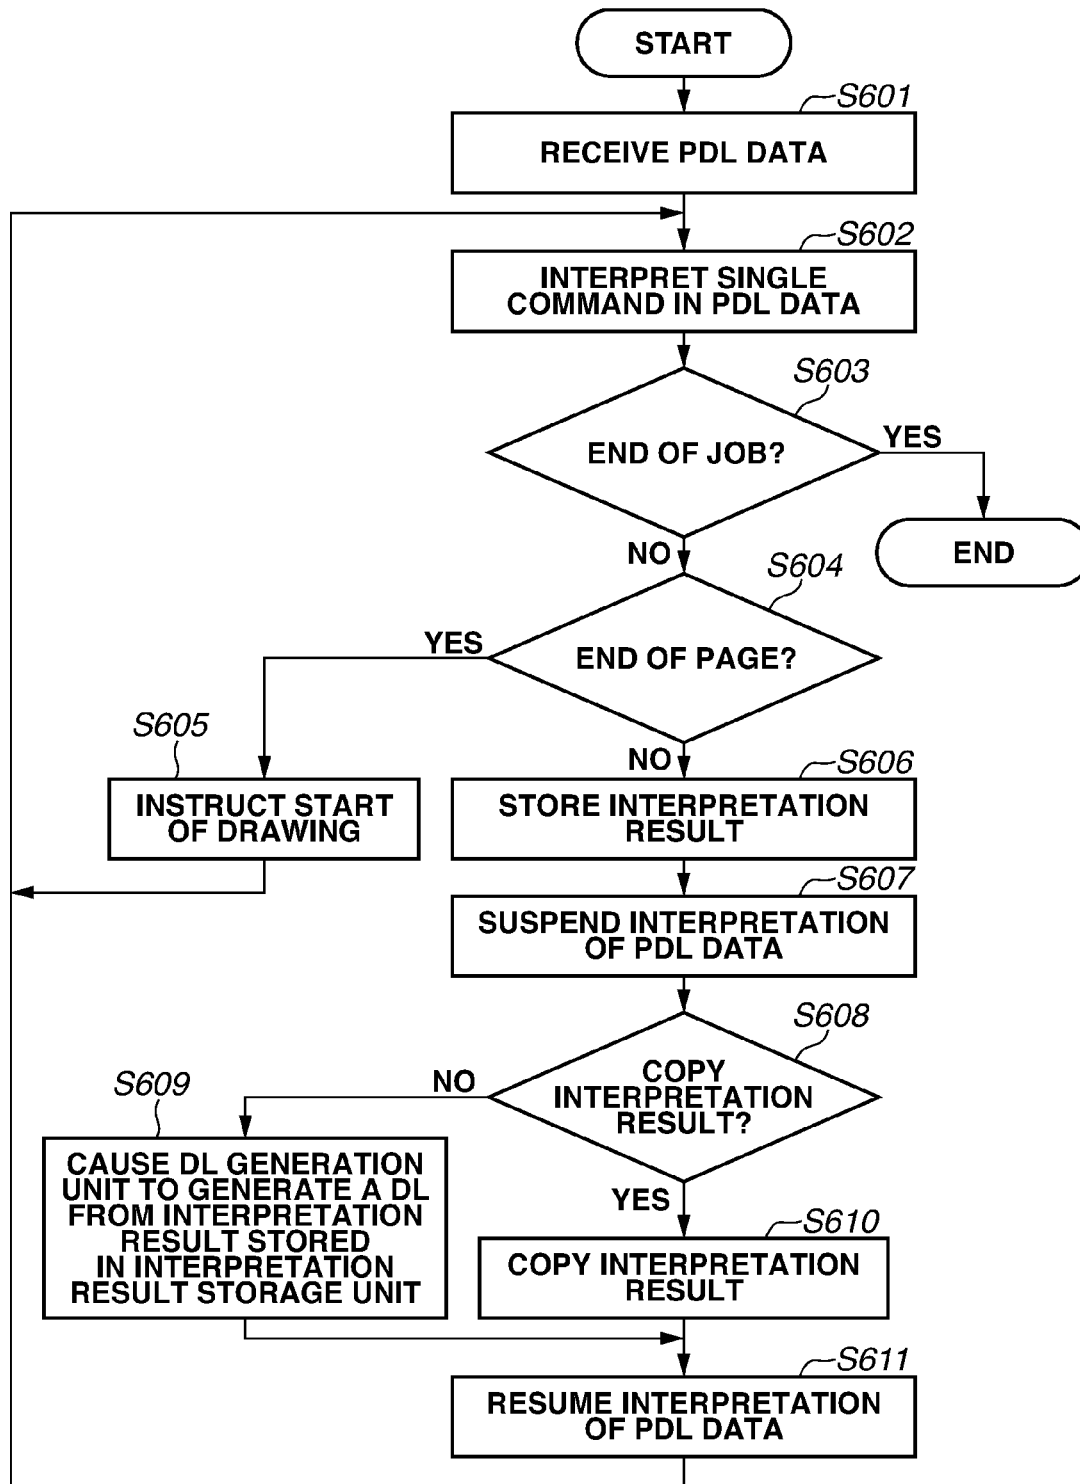 START
S601
RECEIVE PDL DATA
S602
INTERPRET SINGLE
COMMAND IN PDL DATA
S603
END OF JOB?
YES
END
NO
S604
END OF PAGE?
YES
S605
INSTRUCT START
OF DRAWING
NO
S606
STORE INTERPRETATION
RESULT
S607
SUSPEND INTERPRETATION
OF PDL DATA
S608
COPY
INTERPRETATION
RESULT?
NO
S609
CAUSE DL GENERATION
UNIT TO GENERATE A DL
FROM INTERPRETATION
RESULT STORED
IN INTERPRETATION
RESULT STORAGE UNIT
YES
S610
COPY INTERPRETATION
RESULT
S611
RESUME INTERPRETATION
OF PDL DATA